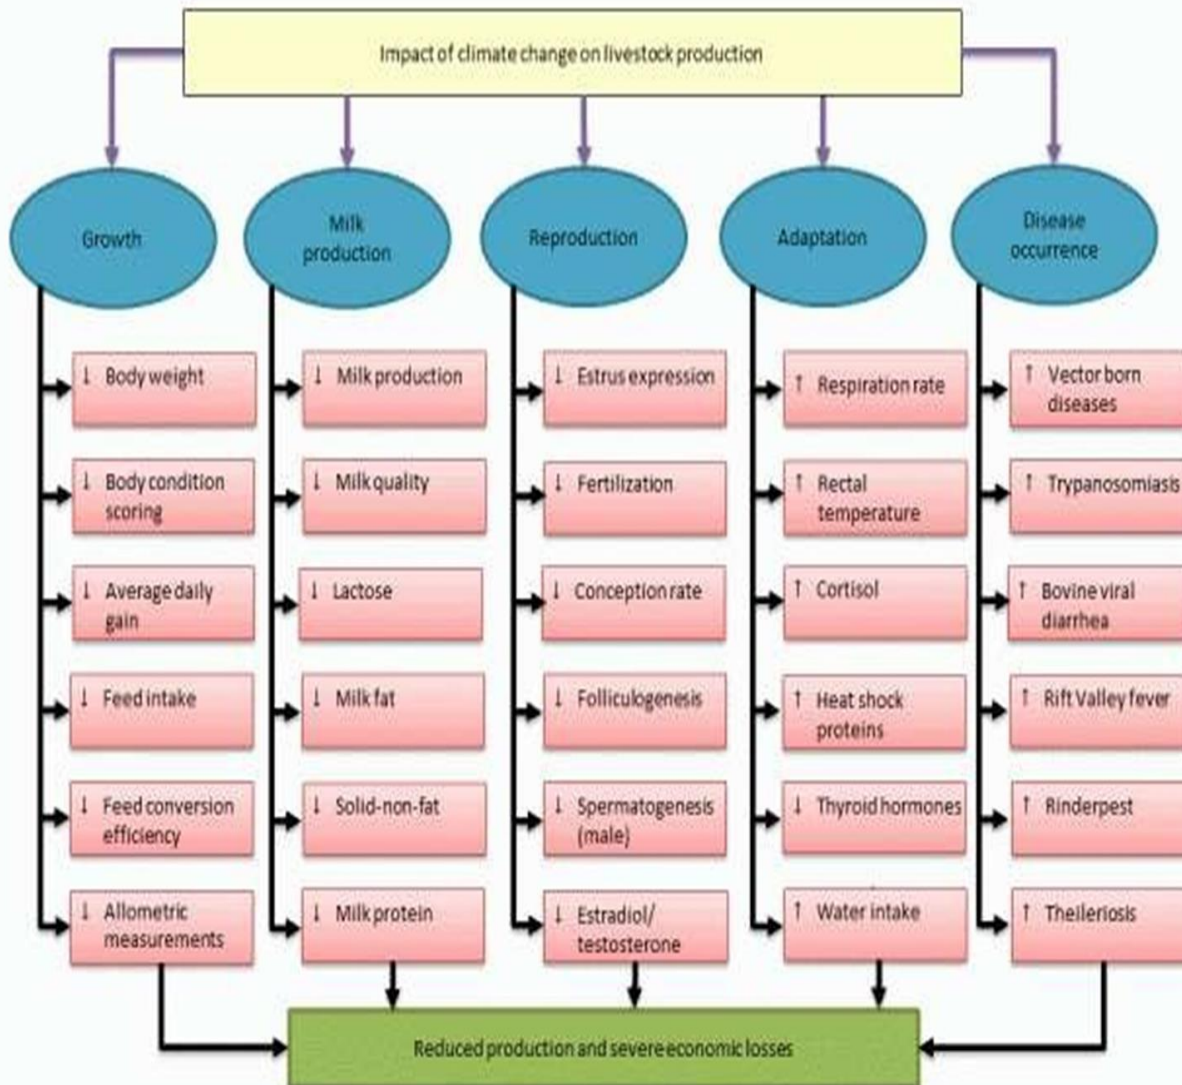 Impact of climate change on livestock production
Growth
Milk
production
Reproduction
Adaptation
Disease
occurrence
↓ Body weight
↓ Body condition
scoring
↓ Average daily
gain
↓ Feed intake
↓ Feed conversion
efficiency
↓ Allometric
measurements
↓ Milk production
↓ Milk quality
↓ Lactose
↓ Milk fat
↓ Solid-non-fat
↓ Milk protein
↓ Estrus expression
↓ Fertilization
↓ Conception rate
↓ Folliculogenesis
↓ Spermatogenesis
(male)
↓ Estradiol/
testosterone
↑ Respiration rate
↑ Rectal
temperature
↑ Cortisol
↑ Heat shock
proteins
↓ Thyroid hormones
↑ Water intake
↑ Vector born
diseases
↑ Trypanosomiasis
↑ Bovine viral
diarrhea
↑ Rift Valley fever
↑ Rinderpest
↑ Theileriosis
Reduced production and severe economic losses